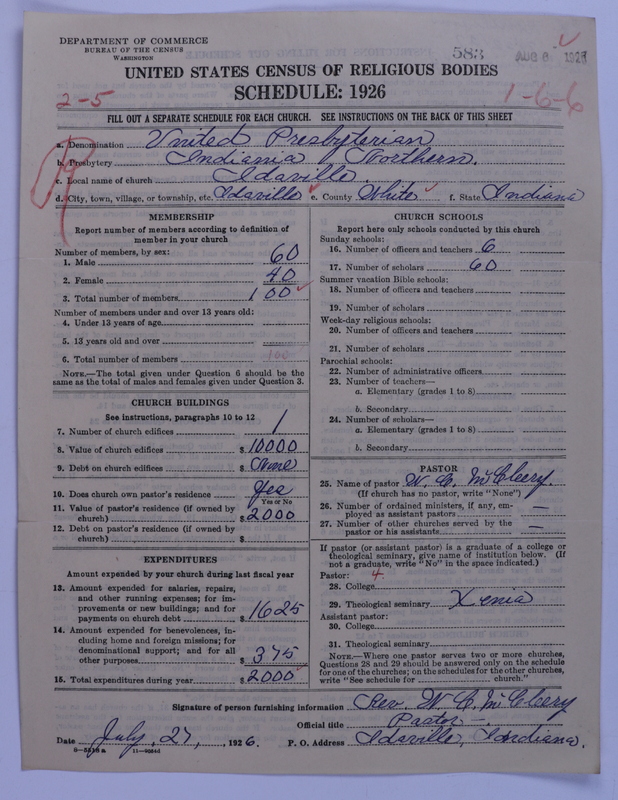 DEPARTMENT OF COMMERCE
BUREAU OF THE CENSUS
WASHINGTON
583
AUG 6 1926
UNITED STATES CENSUS OF RELIGIOUS BODIES
SCHEDULE: 1926
2-5
1-6-6
FILL OUT A SEPARATE SCHEDULE FOR EACH CHURCH. SEE INSTRUCTIONS ON THE BACK OF THIS SHEET
a. Denomination United Presbyterian
b. Presbytery Indiania Northern.
c. Local name of church Idaville
d. City, town, village, or township, etc. Idaville e. County White f. State Indiana
MEMBERSHIP
Report number of members according to definition of member in your church
Number of members, by sex:
1. Male 60
2. Female 40
3. Total number of members 100
Number of members under and over 13 years old:
4. Under 13 years of age
5. 13 years old and over
6. Total number of members 100
NOTE.—The total given under Question 6 should be the same as the total of males and females given under Question 3.
CHURCH BUILDINGS
See instructions, paragraphs 10 to 12
7. Number of church edifices 1
8. Value of church edifices $10000
9. Debt on church edifices $None
10. Does church own pastor's residence Yes
Yes or No
11. Value of pastor's residence (if owned by church) $2000
12. Debt on pastor's residence (if owned by church) $
EXPENDITURES
Amount expended by your church during last fiscal year
13. Amount expended for salaries, repairs, and other running expenses; for improvements or new buildings; and for payments on church debt $1625
14. Amount expended for benevolences, including home and foreign missions; for denominational support; and for all other purposes $375
15. Total expenditures during year $2000
CHURCH SCHOOLS
Report here only schools conducted by this church
Sunday schools:
16. Number of officers and teachers 6
17. Number of scholars 60
Summer vacation Bible schools:
18. Number of officers and teachers
19. Number of scholars
Week-day religious schools:
20. Number of officers and teachers
21. Number of scholars
Parochial schools:
22. Number of administrative officers
23. Number of teachers—
a. Elementary (grades 1 to 8)
b. Secondary
24. Number of scholars—
a. Elementary (grades 1 to 8)
b. Secondary
PASTOR
25. Name of pastor W. C. McCleery.
(If church has no pastor, write "None")
26. Number of ordained ministers, if any, employed as assistant pastors —
27. Number of other churches served by the pastor or his assistants —
If pastor (or assistant pastor) is a graduate of a college or theological seminary, give name of institution below. (If not a graduate, write "No" in the space indicated.)
Pastor: 4
28. College
29. Theological seminary Xenia
Assistant pastor:
30. College
31. Theological seminary
NOTE.—Where one pastor serves two or more churches, Questions 28 and 29 should be answered only on the schedule for one of the churches; on the schedules for the other churches, write "See schedule for church."
Signature of person furnishing information Rev. W. C. McCleery
Official title Pastor —
Date July, 27, 1926. P. O. Address Idaville, Indiana.